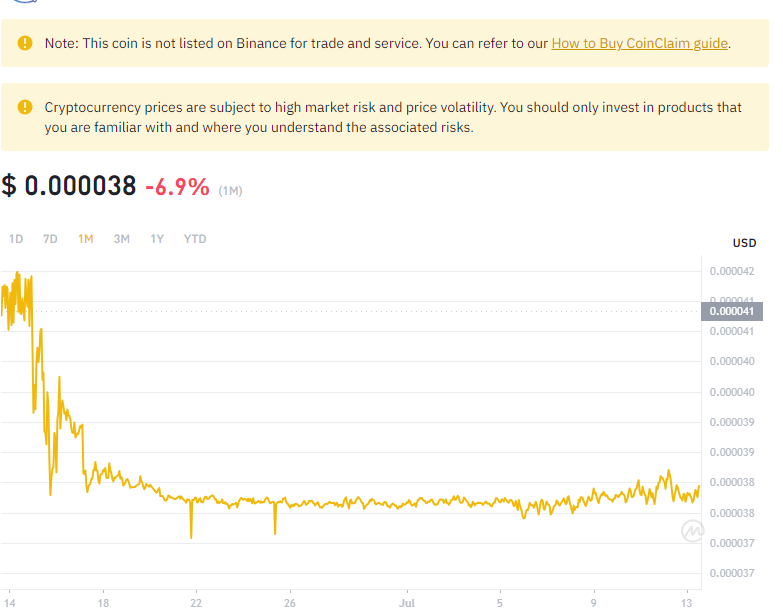 Note: This coin is not listed on Binance for trade and service. You can refer to our How to Buy CoinClaim guide.
Cryptocurrency prices are subject to high market risk and price volatility. You should only invest in products that
you are familiar with and where you understand the associated risks.
$ 0.000038 -6.9% (1M)
1D 7D 1M 3M 1Y YTD
USD
0.000042
0.000041
0.000041
0.000041
0.000040
0.000040
0.000039
0.000039
0.000038
0.000038
0.000037
0.000037
14 18 22 26 Jul 5 9 13